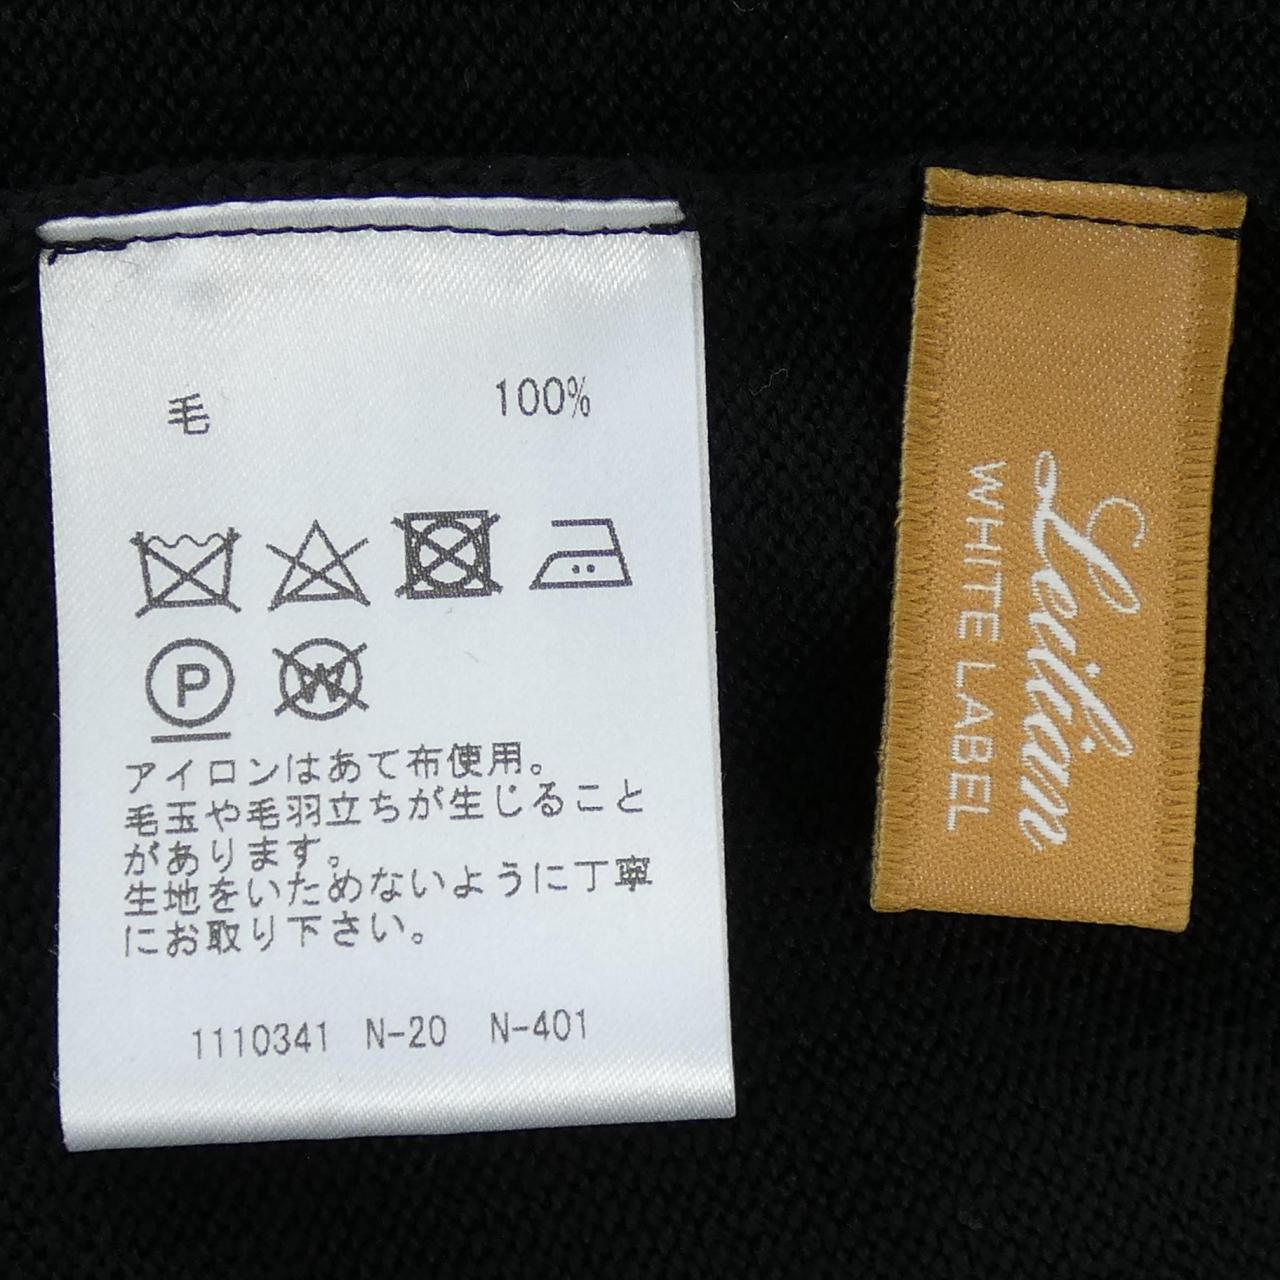 毛 100%
P W
アイロンはあて布使用。
毛玉や毛羽立ちが生じること
があります。
生地をいためないように丁寧
にお取り下さい。
1110341 N-20 N-401
Leilian
WHITE LABEL